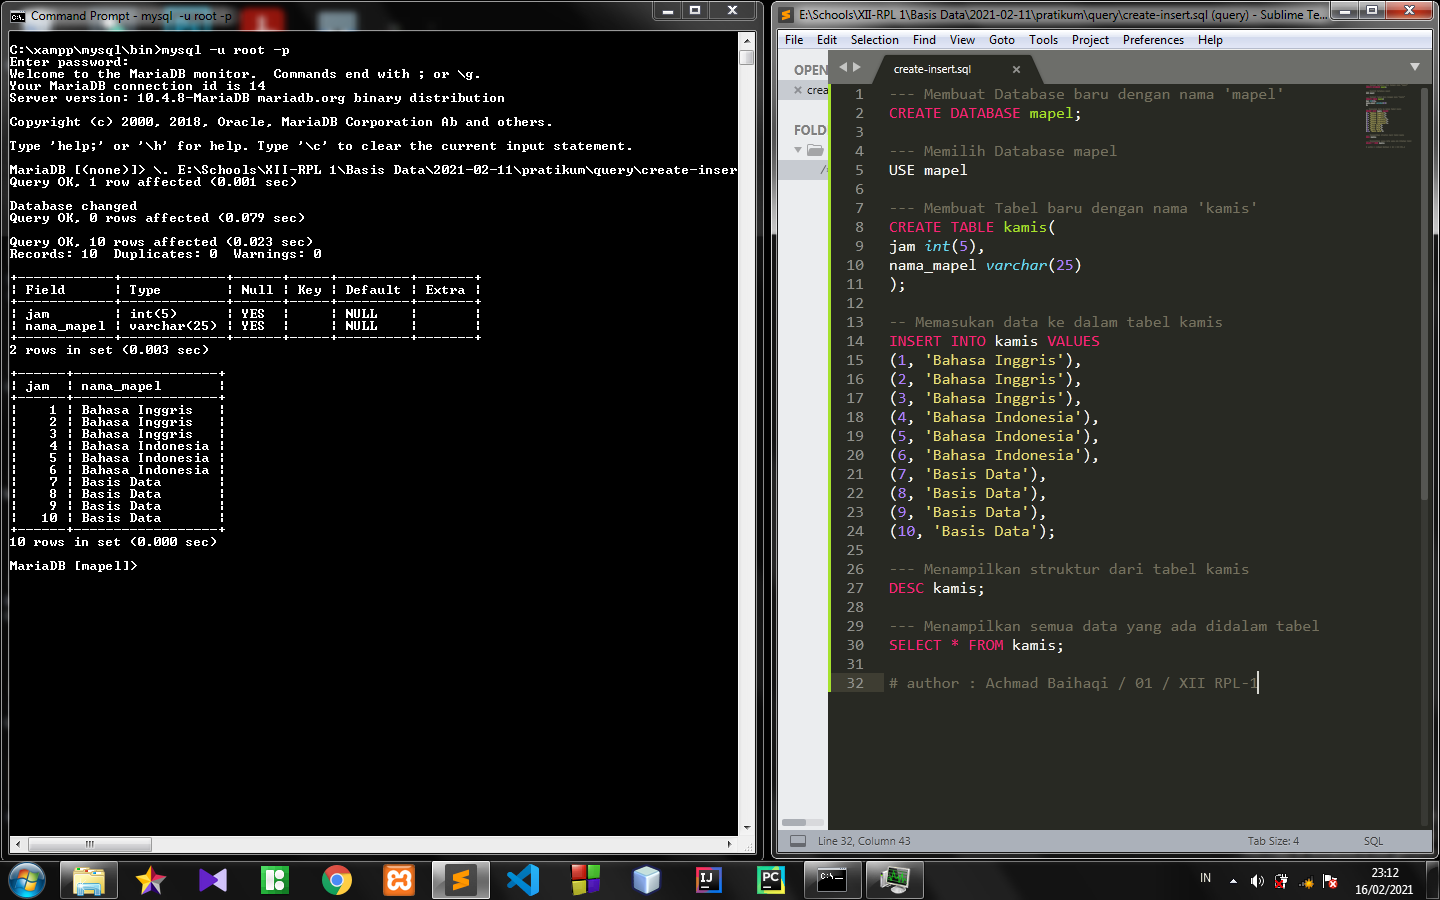 Command Prompt - mysql  -u root -p
C:\xampp\mysql\bin>mysql -u root -p
Enter password:
Welcome to the MariaDB monitor.  Commands end with ; or \g.
Your MariaDB connection id is 14
Server version: 10.4.8-MariaDB mariadb.org binary distribution
Copyright (c) 2000, 2018, Oracle, MariaDB Corporation Ab and others.
Type 'help;' or '\h' for help. Type '\c' to clear the current input statement.
MariaDB [(none)]> \. E:\Schools\XII-RPL 1\Basis Data\2021-02-11\pratikum\query\create-inser
Query OK, 1 row affected (0.001 sec)
Database changed
Query OK, 0 rows affected (0.079 sec)
Query OK, 10 rows affected (0.023 sec)
Records: 10  Duplicates: 0  Warnings: 0
+------------+-------------+------+-----+---------+-------+
| Field      | Type        | Null | Key | Default | Extra |
+------------+-------------+------+-----+---------+-------+
| jam        | int(5)      | YES  |     | NULL    |       |
| nama_mapel | varchar(25) | YES  |     | NULL    |       |
+------------+-------------+------+-----+---------+-------+
2 rows in set (0.003 sec)
+------+------------------+
| jam  | nama_mapel       |
+------+------------------+
|    1 | Bahasa Inggris   |
|    2 | Bahasa Inggris   |
|    3 | Bahasa Inggris   |
|    4 | Bahasa Indonesia |
|    5 | Bahasa Indonesia |
|    6 | Bahasa Indonesia |
|    7 | Basis Data       |
|    8 | Basis Data       |
|    9 | Basis Data       |
|   10 | Basis Data       |
+------+------------------+
10 rows in set (0.000 sec)
MariaDB [mapel]>
E:\Schools\XII-RPL 1\Basis Data\2021-02-11\pratikum\query\create-insert.sql (query) - Sublime Te...
File Edit Selection Find View Goto Tools Project Preferences Help
OPEN
crea
FOLD
create-insert.sql
1 --- Membuat Database baru dengan nama 'mapel'
2 CREATE DATABASE mapel;
3
4 --- Memilih Database mapel
5 USE mapel
6
7 --- Membuat Tabel baru dengan nama 'kamis'
8 CREATE TABLE kamis(
9 jam int(5),
10 nama_mapel varchar(25)
11 );
12
13 -- Memasukan data ke dalam tabel kamis
14 INSERT INTO kamis VALUES
15 (1, 'Bahasa Inggris'),
16 (2, 'Bahasa Inggris'),
17 (3, 'Bahasa Inggris'),
18 (4, 'Bahasa Indonesia'),
19 (5, 'Bahasa Indonesia'),
20 (6, 'Bahasa Indonesia'),
21 (7, 'Basis Data'),
22 (8, 'Basis Data'),
23 (9, 'Basis Data'),
24 (10, 'Basis Data');
25
26 --- Menampilkan struktur dari tabel kamis
27 DESC kamis;
28
29 --- Menampilkan semua data yang ada didalam tabel
30 SELECT * FROM kamis;
31
32 # author : Achmad Baihaqi / 01 / XII RPL-1
Line 32, Column 43
Tab Size: 4
SQL
IJ
PC
IN
23:12
16/02/2021